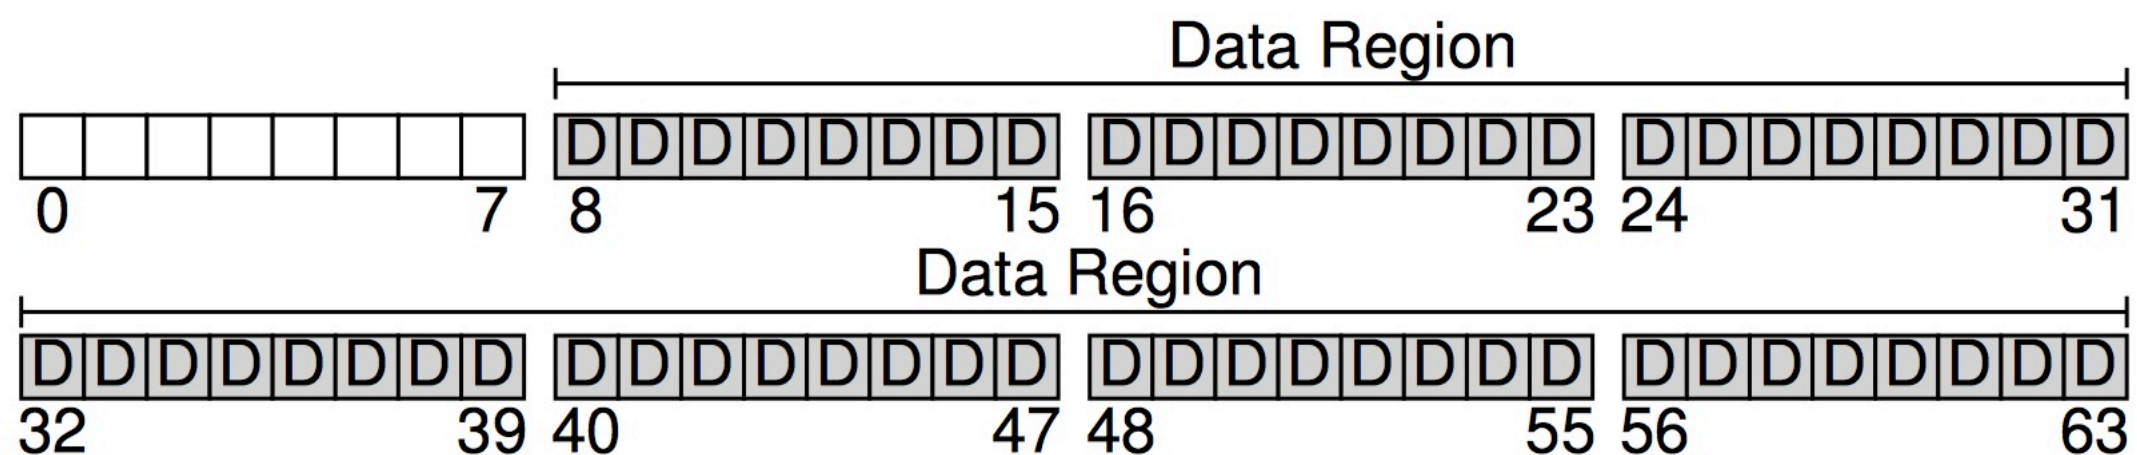 Data Region
D D D D D D D D D D D D D D D D D D D D D D D D
0 7 8 15 16 23 24 31
Data Region
D D D D D D D D D D D D D D D D D D D D D D D D D D D D D D D D
32 39 40 47 48 55 56 63